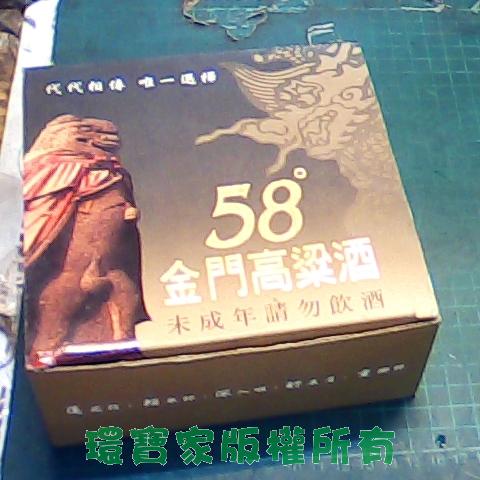 代代相傳 唯一選擇
58°
金門高粱酒
未成年請勿飲酒
環寶家版權所有